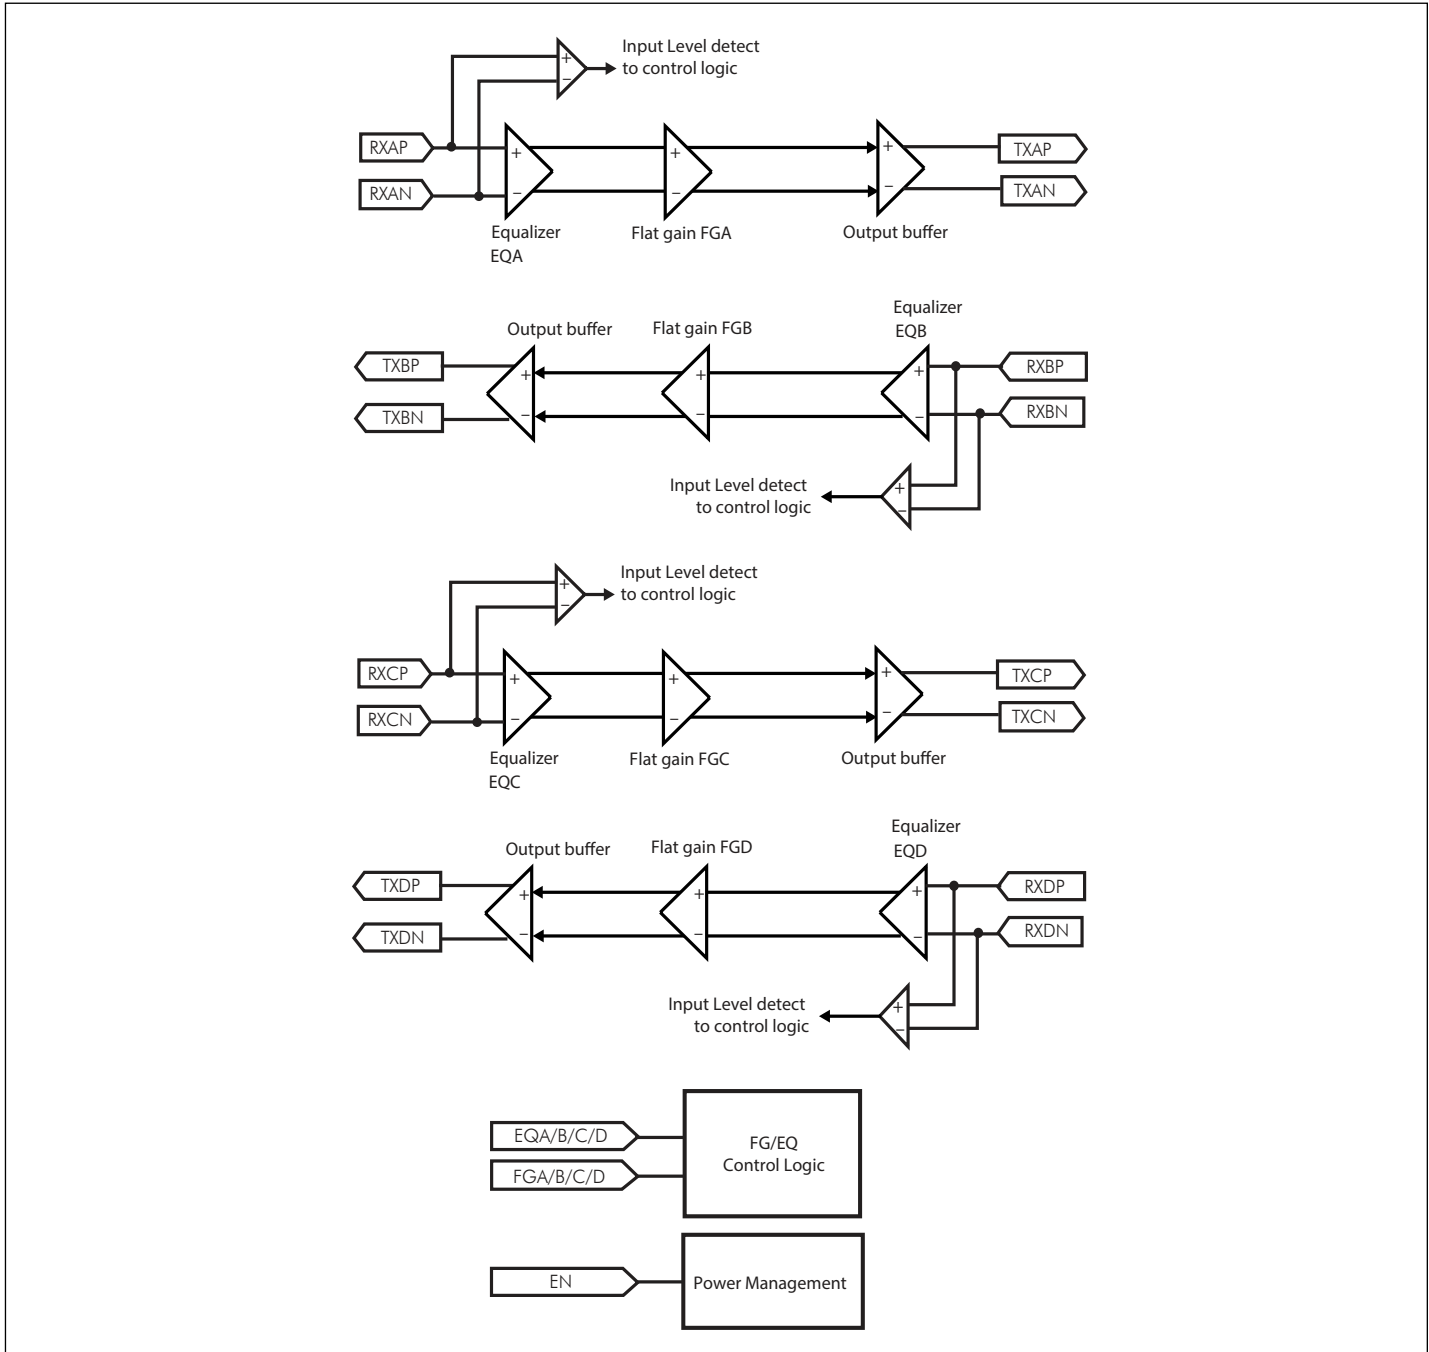 Input Level detect
to control logic
+
−
RXAP
RXAN
+
−
+
−
+
−
TXAP
TXAN
Equalizer
EQA
Flat gain FGA
Output buffer
Output buffer
Flat gain FGB
Equalizer
EQB
TXBP
TXBN
+
−
+
−
+
−
RXBP
RXBN
Input Level detect
to control logic
+
−
Input Level detect
to control logic
+
−
RXCP
RXCN
+
−
+
−
+
−
TXCP
TXCN
Equalizer
EQC
Flat gain FGC
Output buffer
Output buffer
Flat gain FGD
Equalizer
EQD
TXDP
TXDN
+
−
+
−
+
−
RXDP
RXDN
Input Level detect
to control logic
+
−
EQA/B/C/D
FGA/B/C/D
FG/EQ
Control Logic
EN
Power Management